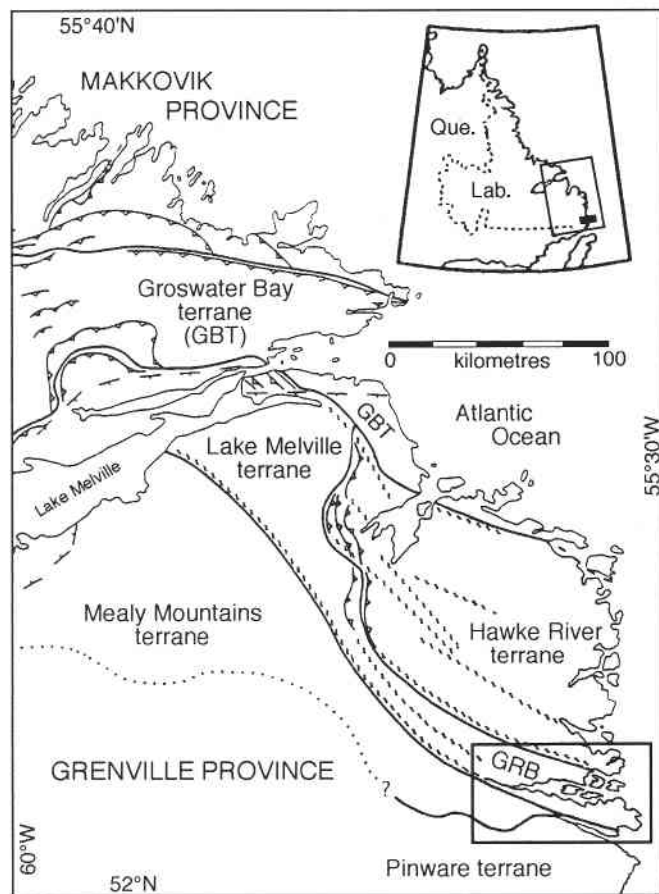 55°40'N
MAKKOVIK
PROVINCE
Que.
Lab.
Groswater Bay
terrane
(GBT)
0
100
kilometres
A
GBT
Atlantic
Ocean
Lake Melville
terrane
Lake Melville
55°30'W
Mealy Mountains
terrane
Hawke River
terrane
GRENVILLE PROVINCE
GRB
?
60°W
52°N
Pinware terrane